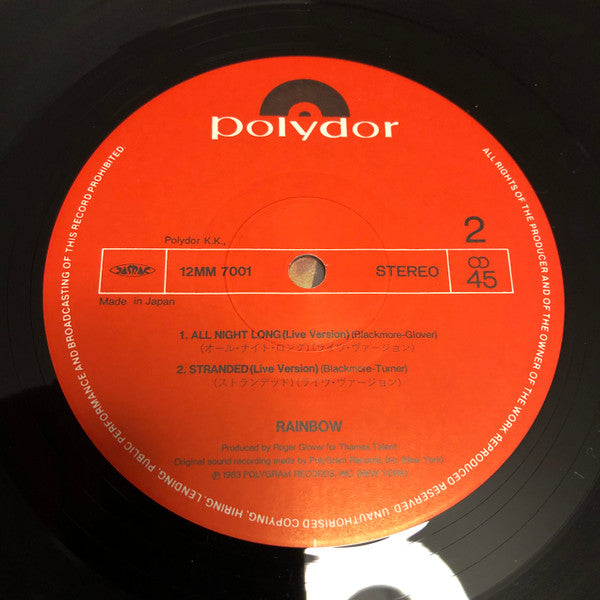 polydor
2
Polydor K.K.,
JASRAC
12MM 7001
STEREO
45
Made in Japan
1. ALL NIGHT LONG(Live Version)(Blackmore-Glover)
(オール・ナイト・ロング)(ライヴ・ヴァージョン)
2. STRANDED(Live Version)(Blackmore-Turner)
(ストランデッド)(ライヴ・ヴァージョン)
RAINBOW
Produced by Roger Glover for Thames Talent
Original sound recording made by PolyGram Records, Inc (New York)
Ⓟ 1983 POLYGRAM RECORDS, INC (NEW YORK)
ALL RIGHTS OF THE PRODUCER AND OF THE OWNER OF THE WORK REPRODUCED RESERVED. UNAUTHORISED COPYING, HIRING, LENDING, PUBLIC PERFORMANCE AND BROADCASTING OF THIS RECORD PROHIBITED.